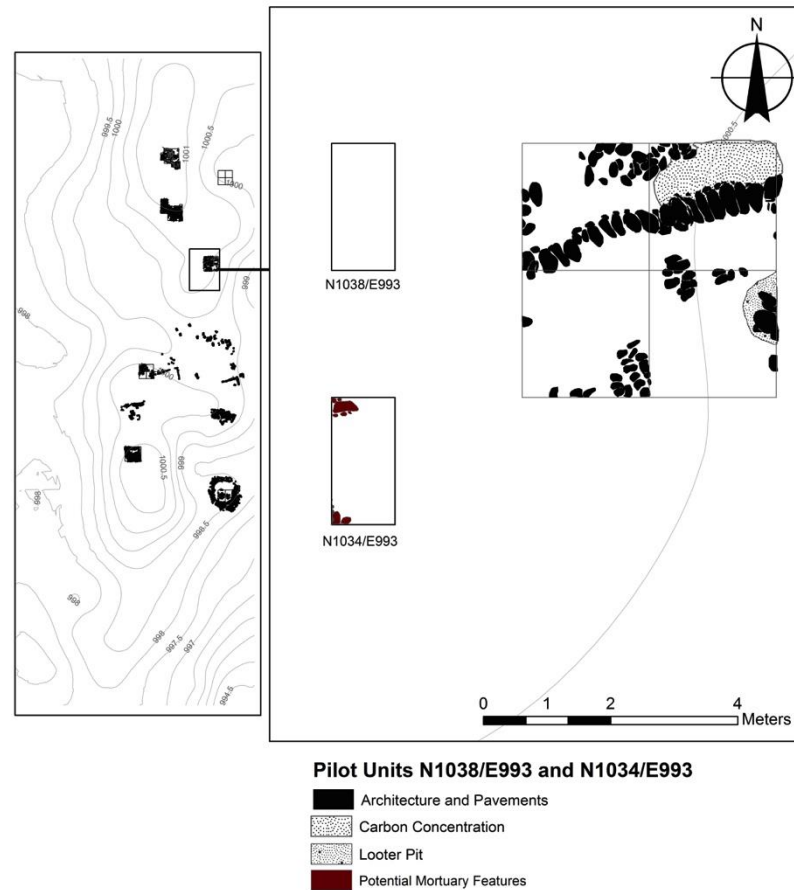 N
999.5
1000
1000.5
1001
1000
1000.5
999
998
N1038/E993
1000
1000.5
999
998
998.5
N1034/E993
998
998
997.5
997
994.5
0 1 2 4
Meters
Pilot Units N1038/E993 and N1034/E993
Architecture and Pavements
Carbon Concentration
Looter Pit
Potential Mortuary Features